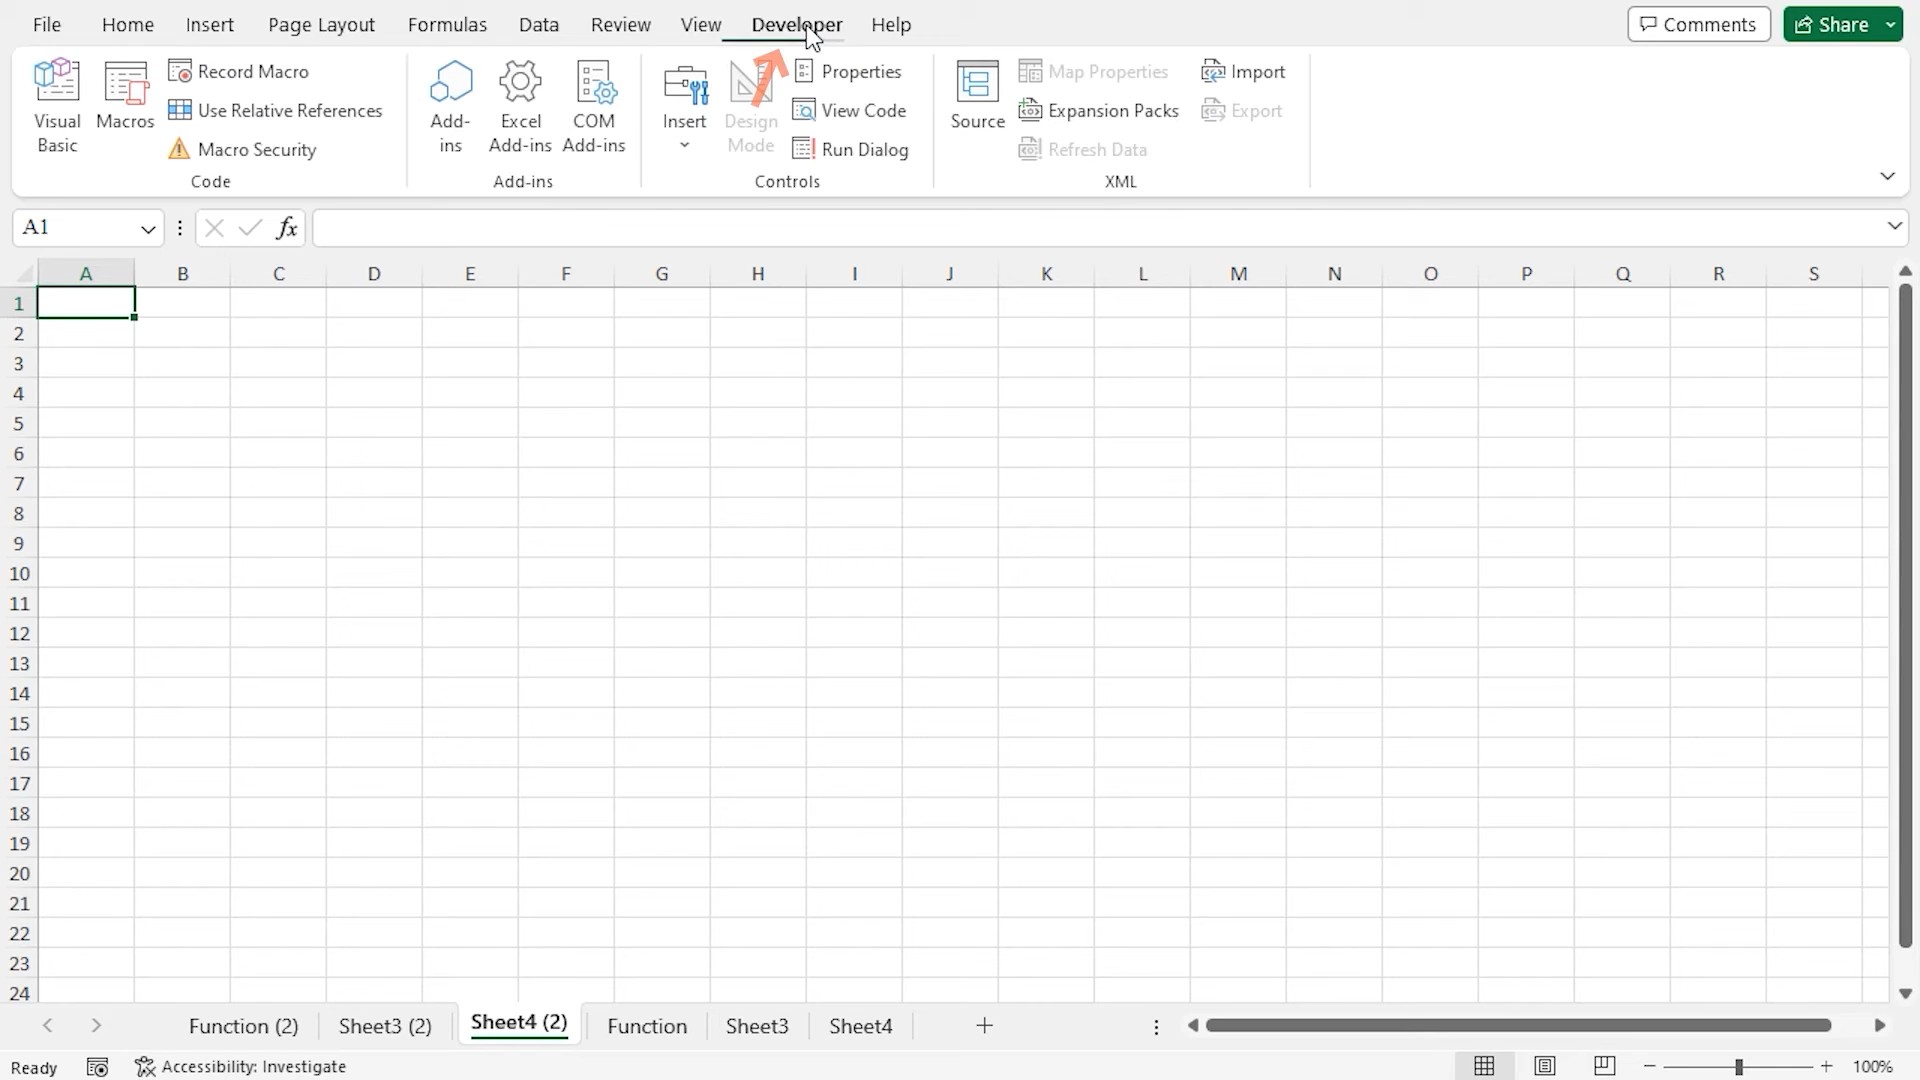 File Home Insert Page Layout Formulas Data Review View Developer Help Comments Share
Visual Basic
Macros
Record Macro
Use Relative References
Macro Security
Code
Add-ins
Excel Add-ins
COM Add-ins
Add-ins
Insert
Design Mode
Properties
View Code
Run Dialog
Controls
Source
Map Properties
Expansion Packs
Refresh Data
Import
Export
XML
A1 fx
A B C D E F G H I J K L M N O P Q R S
1
2
3
4
5
6
7
8
9
10
11
12
13
14
15
16
17
18
19
20
21
22
23
24
Function (2) Sheet3 (2) Sheet4 (2) Function Sheet3 Sheet4
Ready Accessibility: Investigate 100%